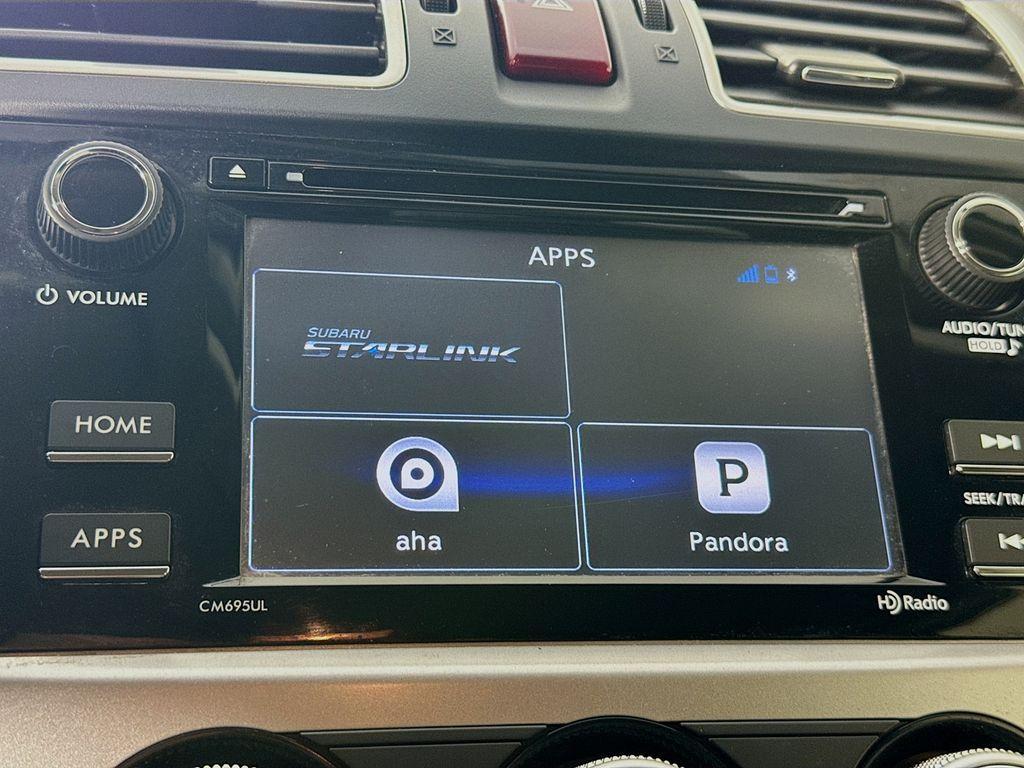 APPS
VOLUME
SUBARU
STARLINK
AUDIO/TUN
HOLD
HOME
SEEK/TRA
APPS
aha
P
Pandora
CM695UL
HD Radio